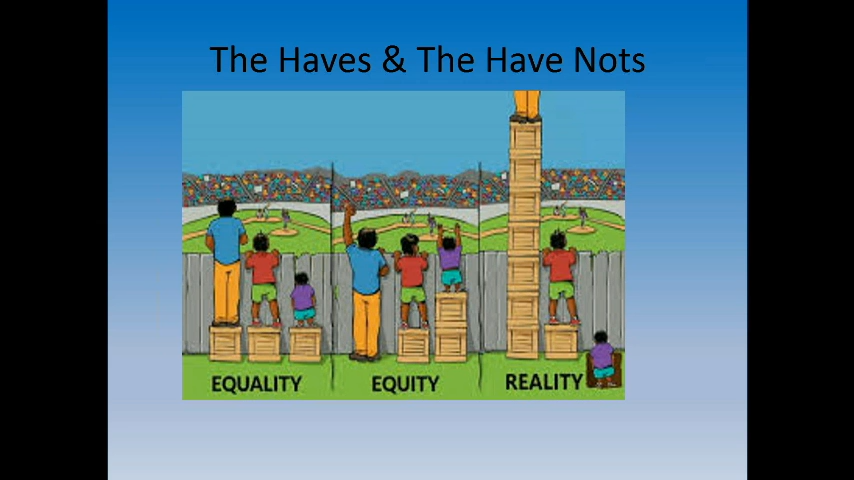 The Haves & The Have Nots
EQUALITY
EQUITY
REALITY